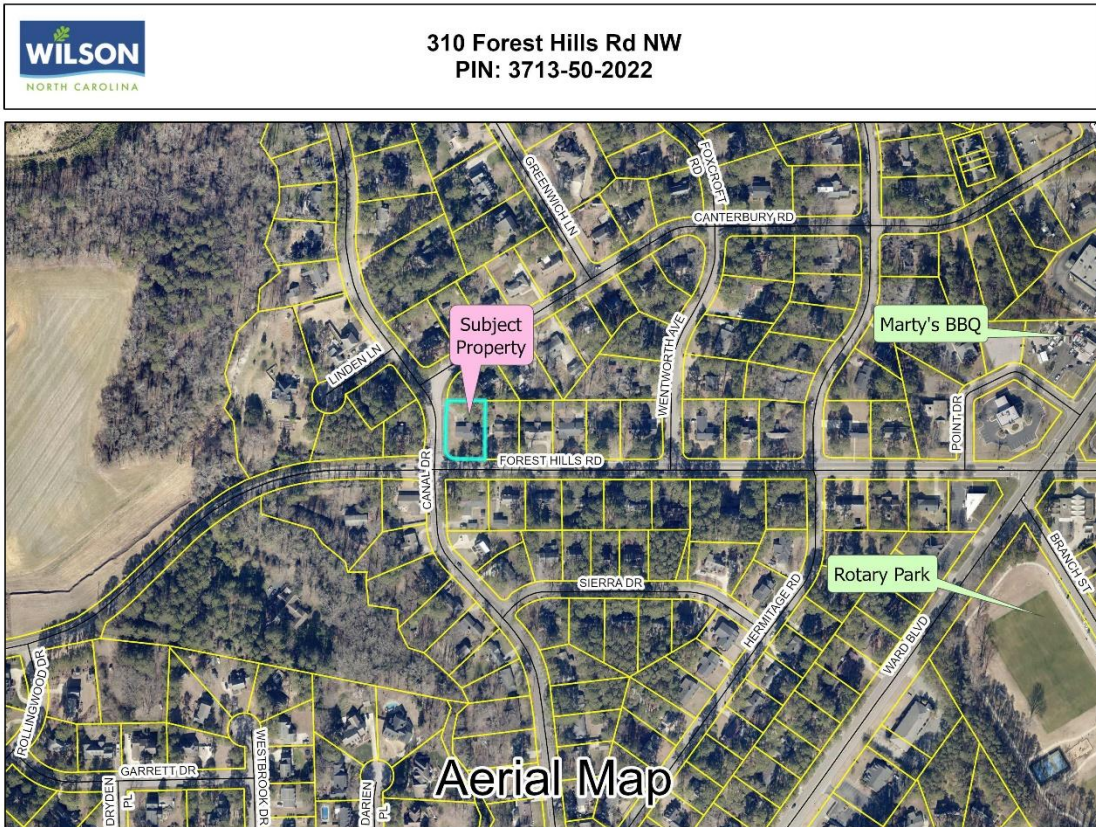 WILSON
NORTH CAROLINA
310 Forest Hills Rd NW
PIN: 3713-50-2022
GREENWICH LN
FOXCROFT
RD
CANTERBURY RD
Subject
Property
Marty's BBQ
LINDEN LN
WENTWORTH AVE
POINT DR
CANAL DR
FOREST HILLS RD
BRANCH ST
Rotary Park
SIERRA DR
HERMITAGE RD
WARD BLVD
ROLLINGWOOD DR
GARRETT DR
DRYDEN
PL
WESTBROOK DR
DARIEN
PL
Aerial Map